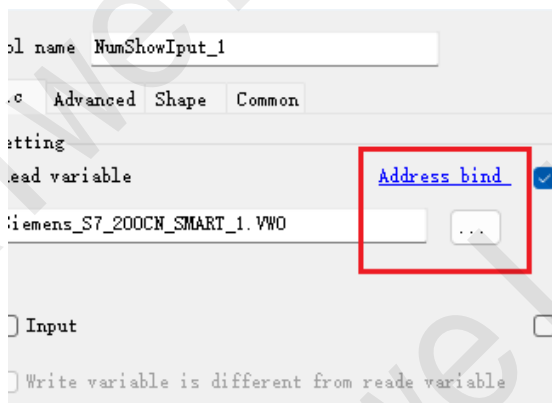 ol name NumShowIput_1
.c Advanced Shape Common
etting
ead variable Address bind
iemens_S7_200CN_SMART_1.VW0 ...
Input
Write variable is different from reade variable